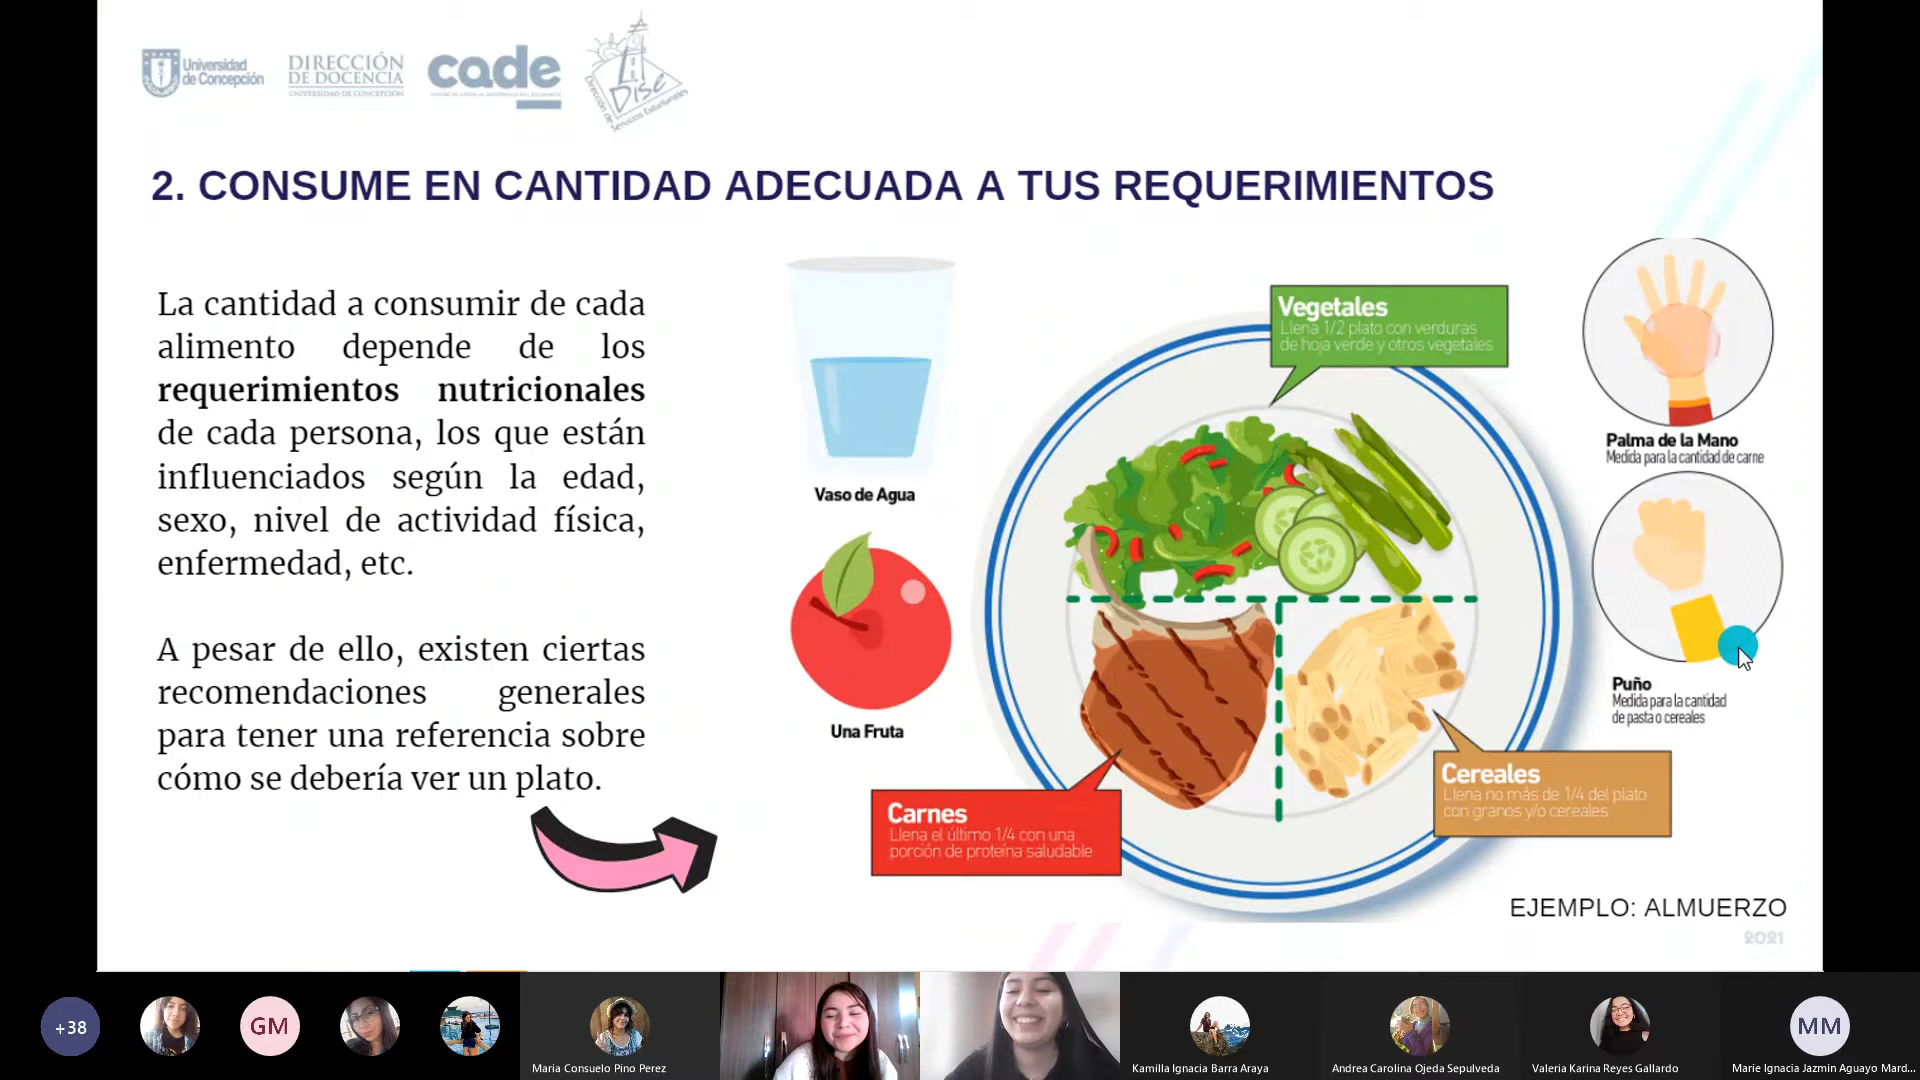 Universidad
de Concepción
DIRECCIÓN
DE DOCENCIA
UNIVERSIDAD DE CONCEPCIÓN
cade
Dise
Dirección de Servicios Estudiantiles
2. CONSUME EN CANTIDAD ADECUADA A TUS REQUERIMIENTOS
La cantidad a consumir de cada
alimento depende de los
requerimientos nutricionales
de cada persona, los que están
influenciados según la edad,
sexo, nivel de actividad física,
enfermedad, etc.
A pesar de ello, existen ciertas
recomendaciones generales
para tener una referencia sobre
cómo se debería ver un plato.
Vaso de Agua
Una Fruta
Vegetales
Llena 1/2 plato con verduras
de hoja verde y otros vegetales
Carnes
Llena el último 1/4 con una
porción de proteína saludable
Cereales
Llena no más de 1/4 del plato
con granos y/o cereales
Palma de la Mano
Medida para la cantidad de carne
Puño
Medida para la cantidad
de pasta o cereales
EJEMPLO: ALMUERZO
2021
+38
GM
Maria Consuelo Pino Perez
Kamilla Ignacia Barra Araya
Andrea Carolina Ojeda Sepulveda
Valeria Karina Reyes Gallardo
MM
Marie Ignacia Jazmin Aguayo Mard...